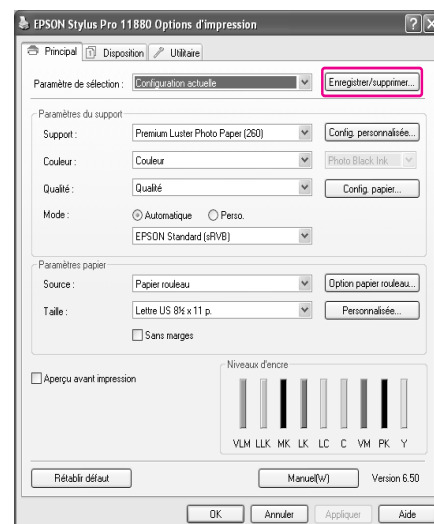 EPSON Stylus Pro 11880 Options d'impression
Principal Disposition Utilitaire
Paramètre de sélection : Configuration actuelle Enregistrer/supprimer...
Paramètres du support
Support : Premium Luster Photo Paper (260) Config. personnalisée...
Couleur : Couleur Photo Black Ink
Qualité : Qualité Config. papier...
Mode : Automatique Perso.
EPSON Standard (sRVB)
Paramètres papier
Source : Papier rouleau Option papier rouleau...
Taille : Lettre US 8½ x 11 p. Personnalisée...
Sans marges
Aperçu avant impression
Niveaux d'encre
VLM LLK MK LK LC C VM PK Y
Rétablir défaut Manuel(W) Version 6.50
OK Annuler Appliquer Aide